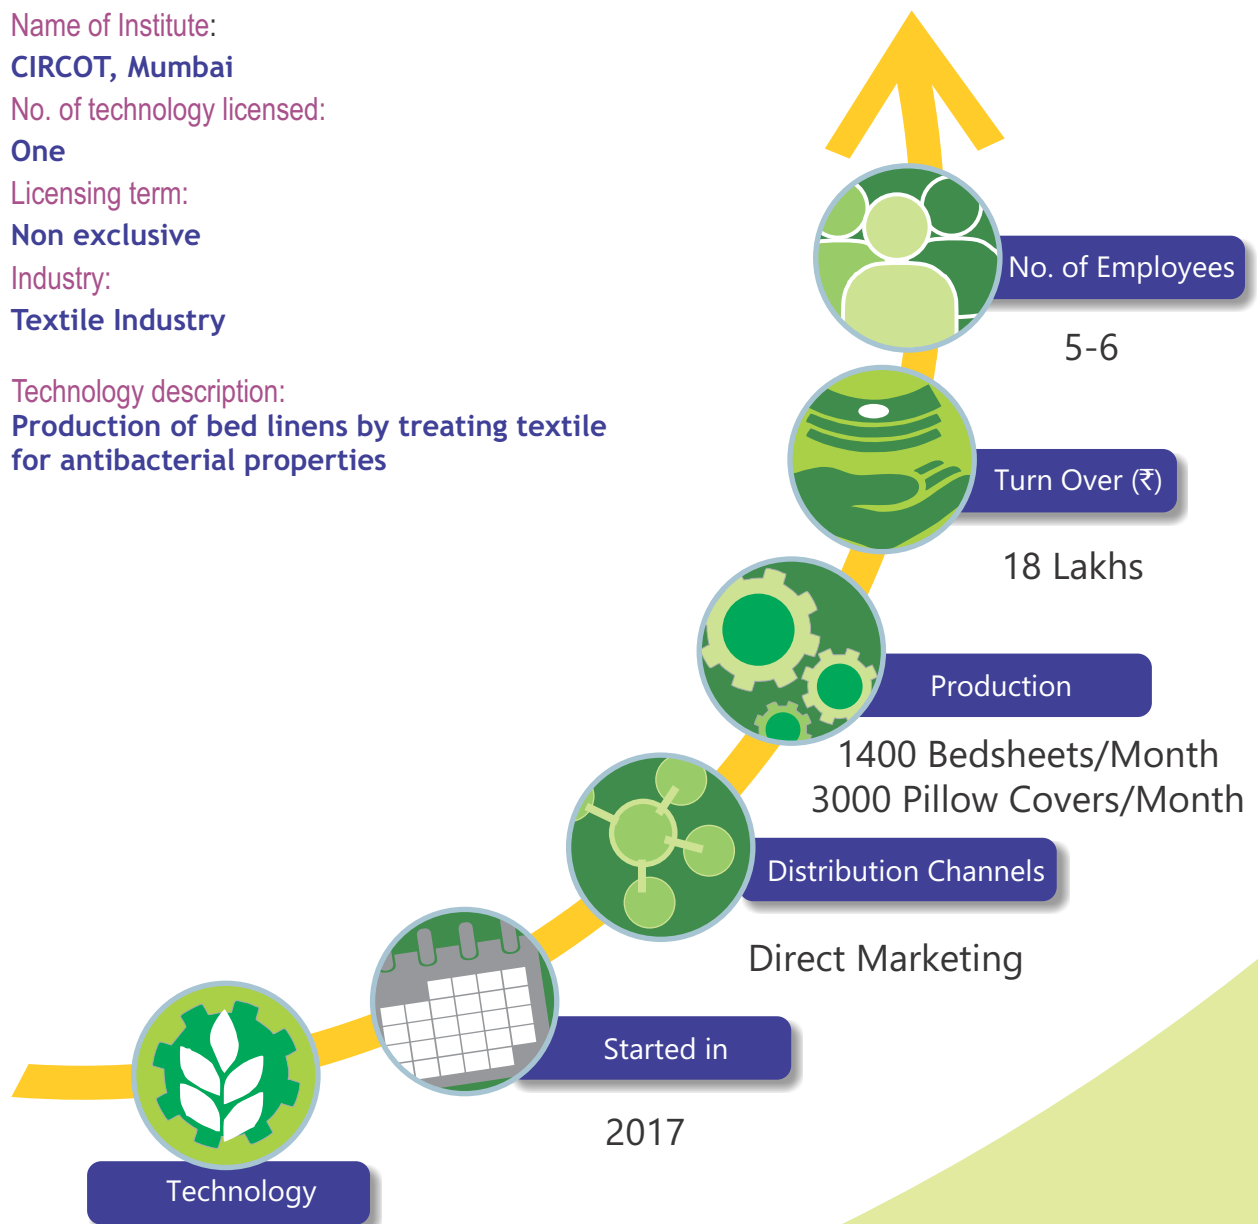 Name of Institute:
CIRCOT, Mumbai
No. of technology licensed:
One
Licensing term:
Non exclusive
Industry:
Textile Industry
Technology description:
Production of bed linens by treating textile
for antibacterial properties
No. of Employees
5-6
Turn Over (₹)
18 Lakhs
Production
1400 Bedsheets/Month
3000 Pillow Covers/Month
Distribution Channels
Direct Marketing
Started in
2017
Technology